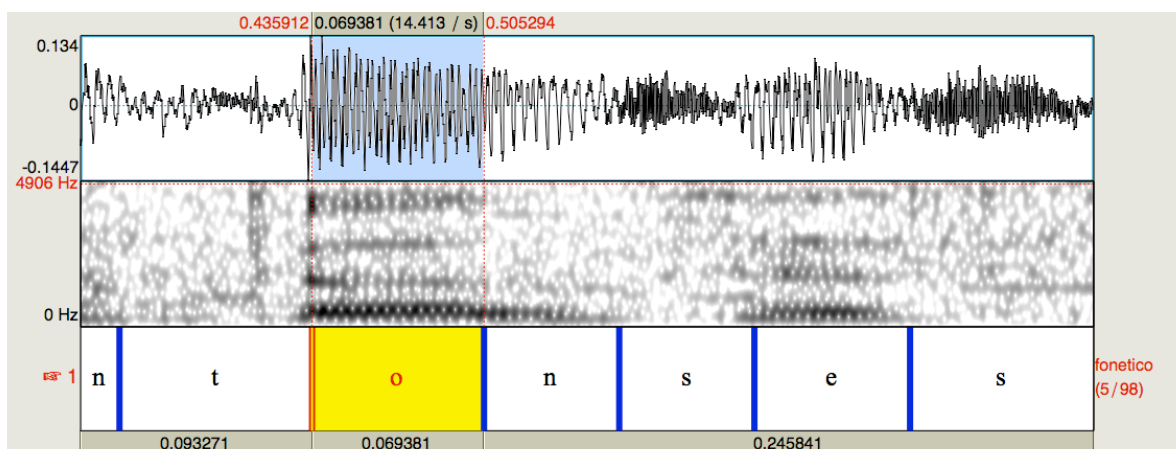 0.435912 0.069381 (14.413 / s) 0.505294
0.134
0
-0.1447
4906 Hz
0 Hz
☞ 1 n t o n s e s fonetico
(5 / 98)
0.093271 0.069381 0.245841